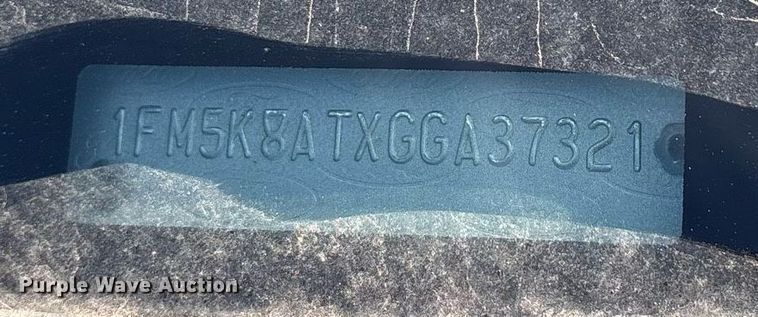 1FM5K8ATXGGA37321
Purple Wave Auction